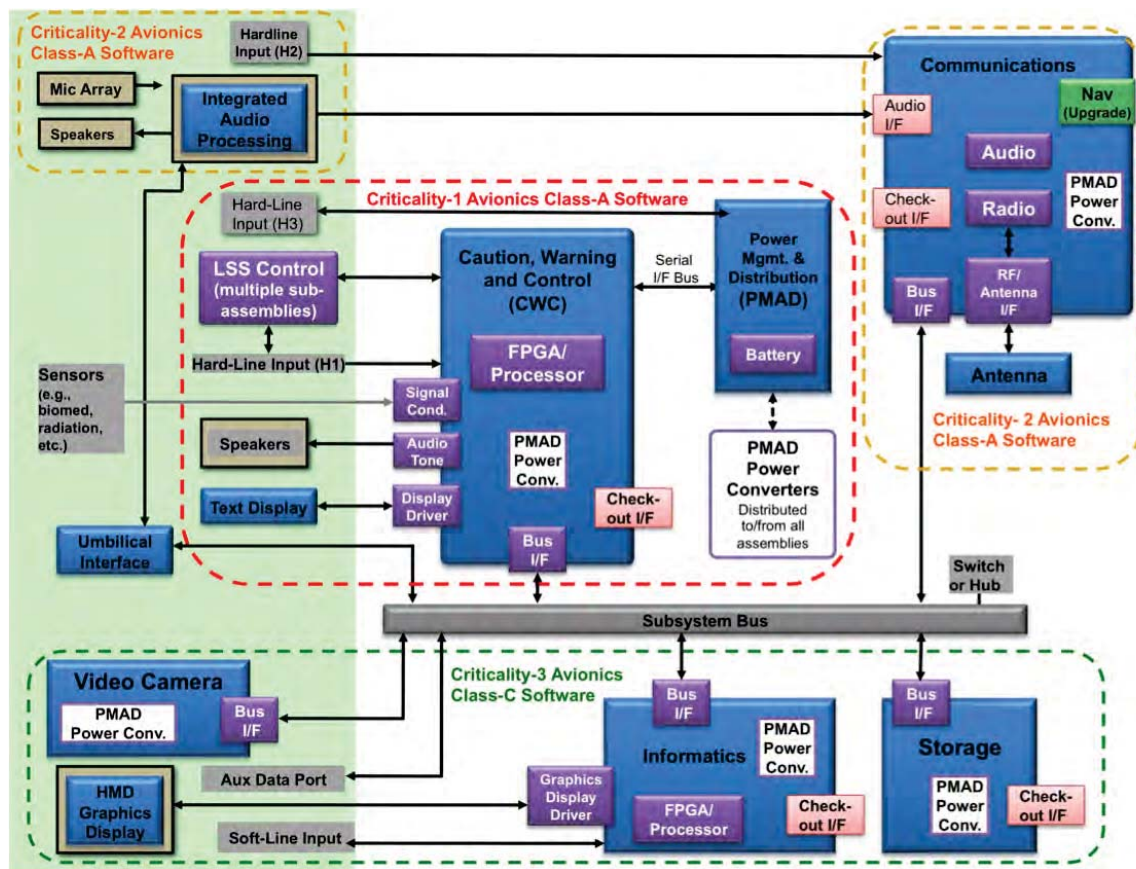 Criticality-2 Avionics
Class-A Software
Hardline
Input (H2)
Mic Array
Speakers
Integrated
Audio
Processing
Communications
Audio
I/F
Nav
(Upgrade)
Audio
Check-
out I/F
Radio
PMAD
Power
Conv.
Bus
I/F
RF/
Antenna
I/F
Antenna
Criticality- 2 Avionics
Class-A Software
Criticality-1 Avionics Class-A Software
Hard-Line
Input (H3)
LSS Control
(multiple sub-
assemblies)
Hard-Line Input (H1)
Caution, Warning
and Control
(CWC)
FPGA/
Processor
Serial
I/F Bus
Power
Mgmt. &
Distribution
(PMAD)
Battery
Sensors
(e.g.,
biomed,
radiation,
etc.)
Signal
Cond.
Speakers
Audio
Tone
Text Display
Display
Driver
PMAD
Power
Conv.
Check-
out I/F
Bus
I/F
PMAD
Power
Converters
Distributed
to/from all
assemblies
Umbilical
Interface
Switch
or Hub
Subsystem Bus
Criticality-3 Avionics
Class-C Software
Video Camera
PMAD
Power Conv.
Bus
I/F
Aux Data Port
HMD
Graphics
Display
Soft-Line Input
Bus
I/F
Informatics
PMAD
Power
Conv.
Graphics
Display
Driver
FPGA/
Processor
Check-
out I/F
Bus
I/F
Storage
PMAD
Power
Conv.
Check-
out I/F